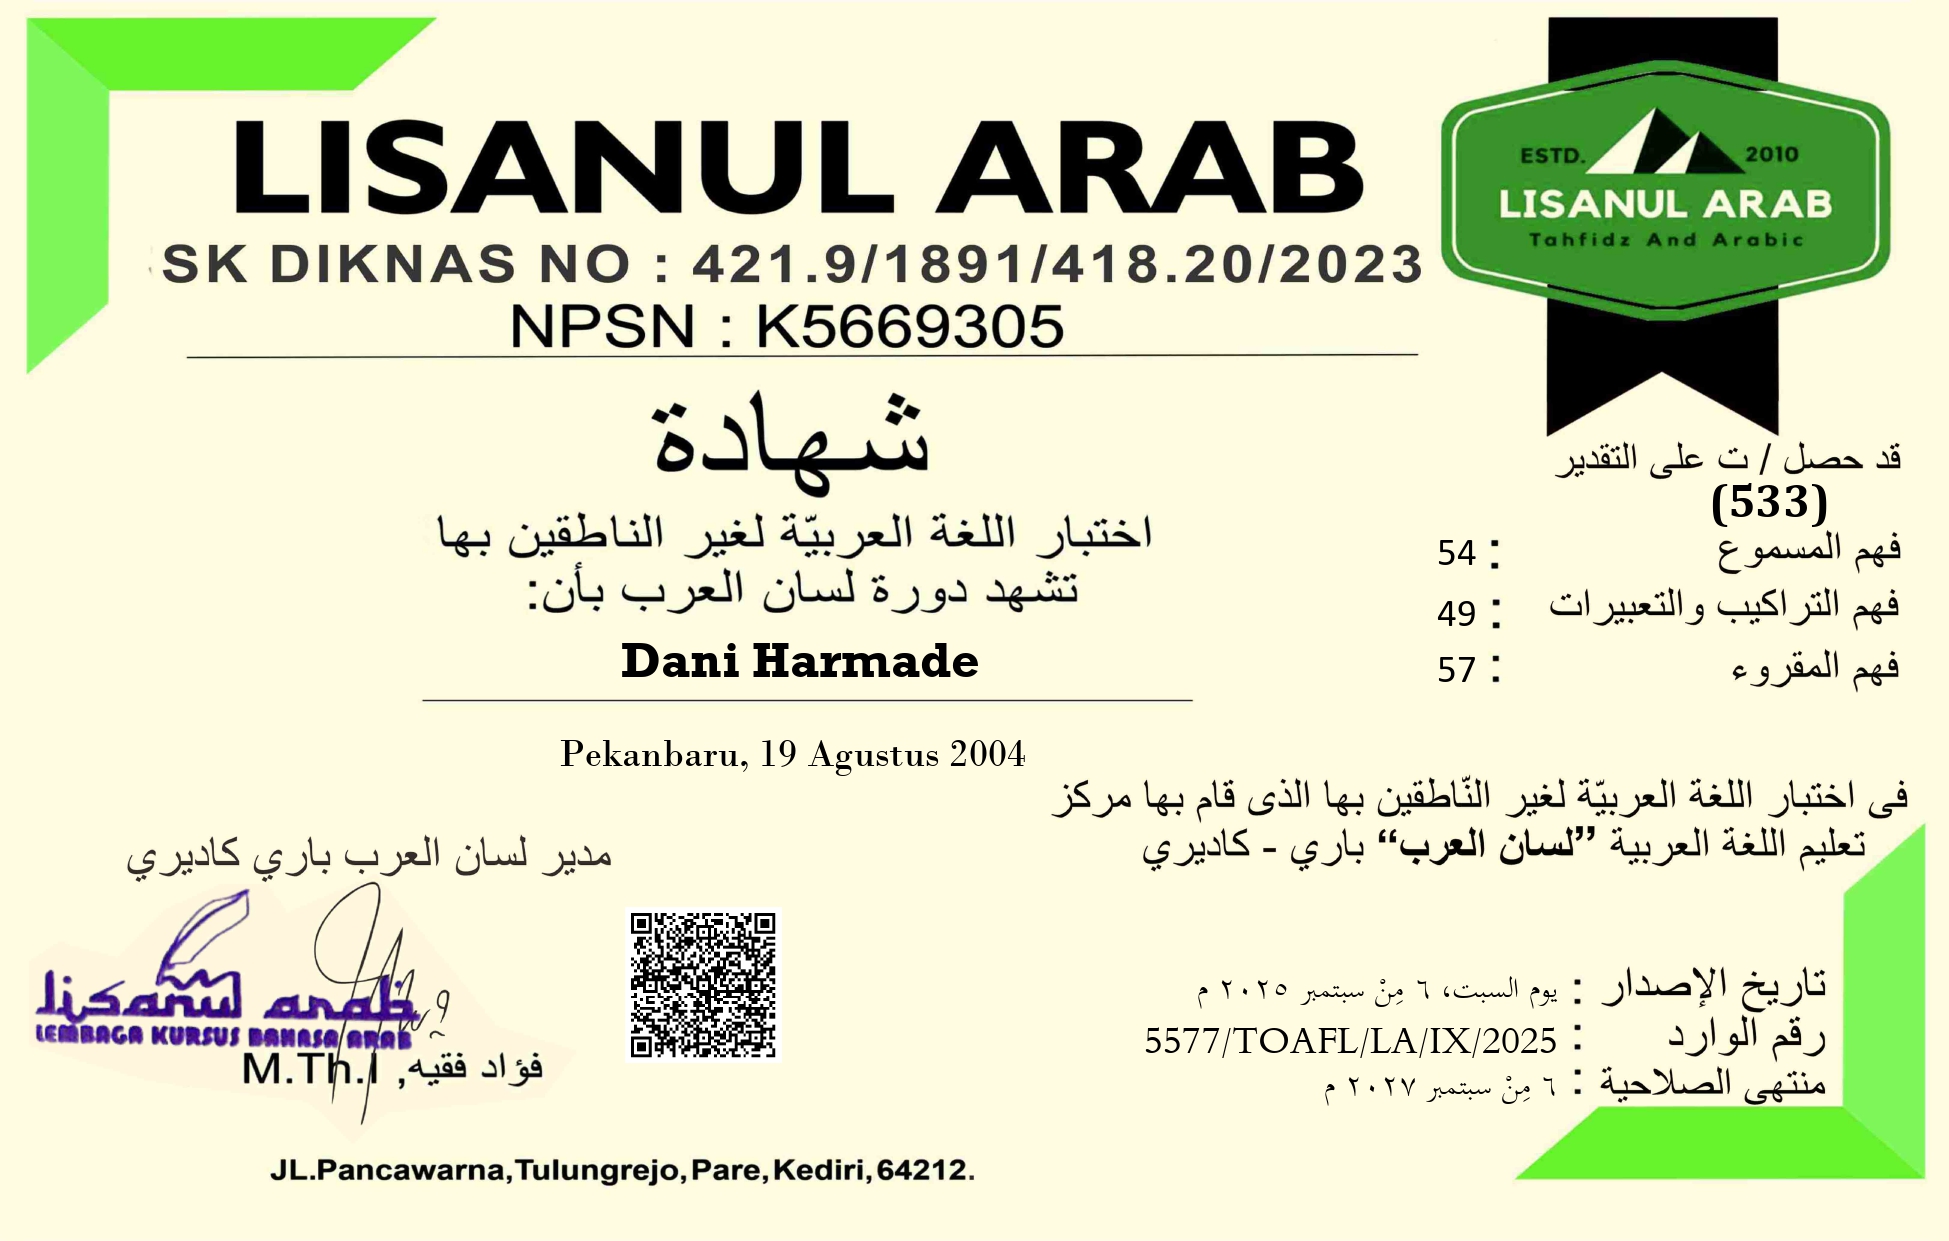 LISANUL ARAB
SK DIKNAS NO : 421.9/1891/418.20/2023
NPSN : K5669305
ESTD. 2010
LISANUL ARAB
Tahfidz And Arabic
شهادة
اختبار اللغة العربيّة لغير الناطقين بها
تشهد دورة لسان العرب بأن:
Dani Harmade
Pekanbaru, 19 Agustus 2004
قد حصل / ت على التقدير
(533)
فهم المسموع : 54
فهم التراكيب والتعبيرات : 49
فهم المقروء : 57
فى اختبار اللغة العربيّة لغير النّاطقين بها الذى قام بها مركز
تعليم اللغة العربية ”لسان العرب“ باري - كاديري
مدير لسان العرب باري كاديري
lisanul arab
LEMBAGA KURSUS BAHASA ARAB
فؤاد فقيه, M.Th.I
تاريخ الإصدار : يوم السبت، ٦ مِنْ سبتمبر ٢٠٢٥ م
رقم الوارد : 5577/TOAFL/LA/IX/2025
منتهى الصلاحية : ٦ مِنْ سبتمبر ٢٠٢٧ م
JL.Pancawarna,Tulungrejo,Pare,Kediri,64212.